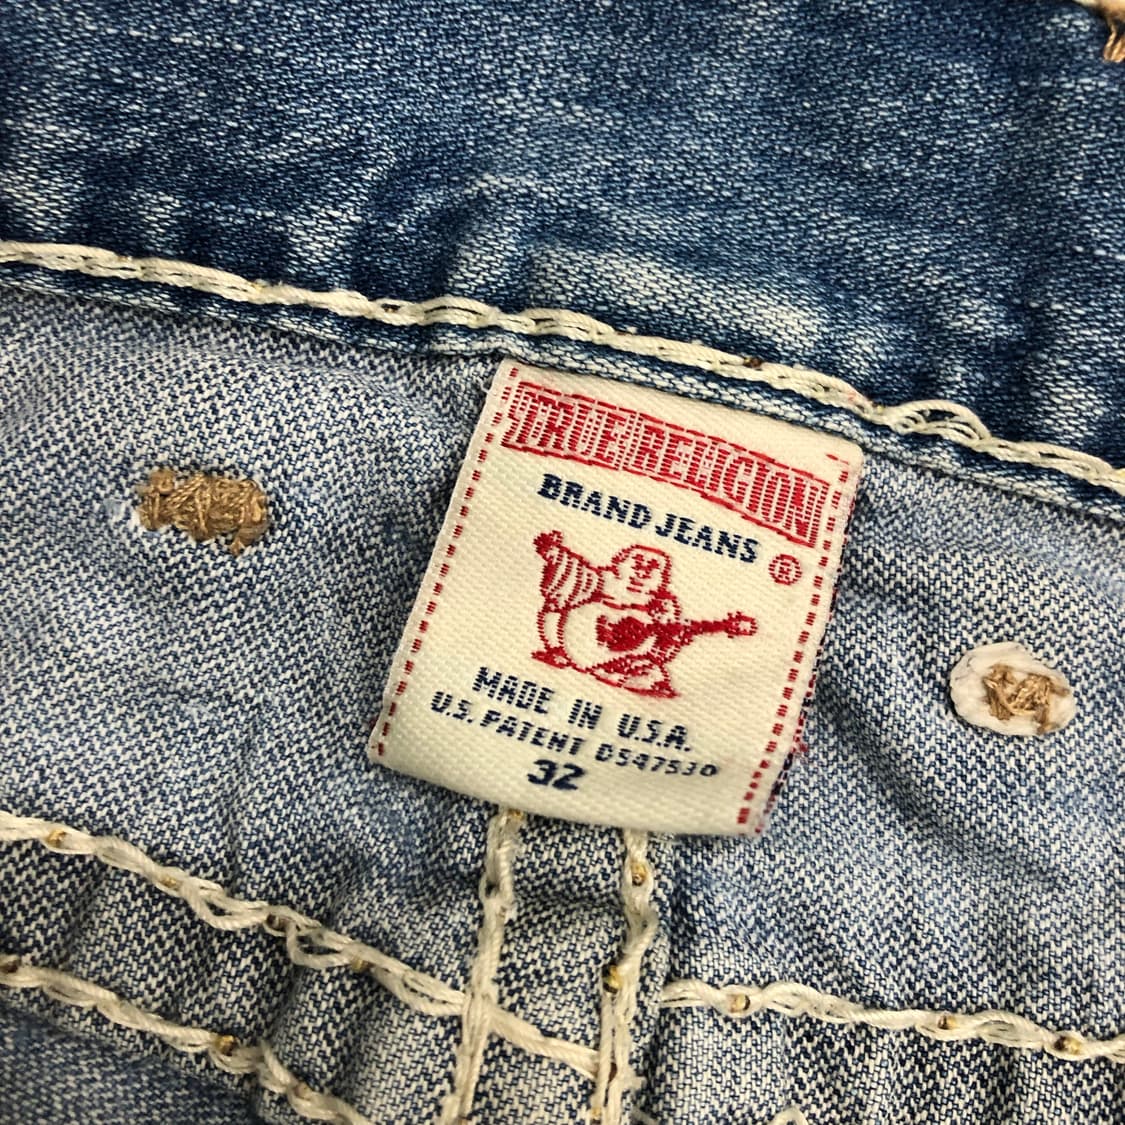 TRUE RELIGION
BRAND JEANS
®
MADE IN U.S.A.
U.S. PATENT D547530
32